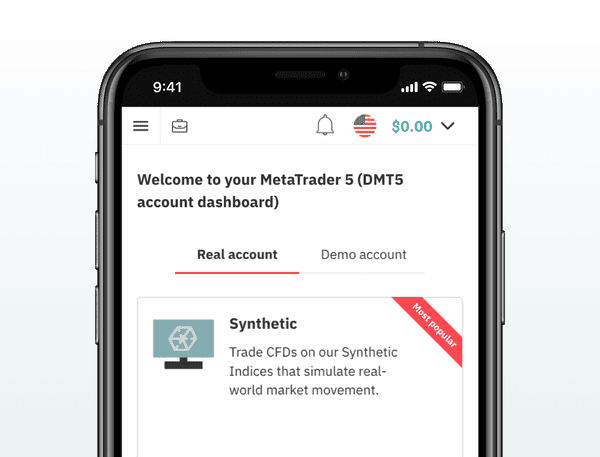 9:41
$0.00
Welcome to your MetaTrader 5 (DMT5
account dashboard)
Real account
Demo account
Most popular
Synthetic
Trade CFDs on our Synthetic
Indices that simulate real-
world market movement.